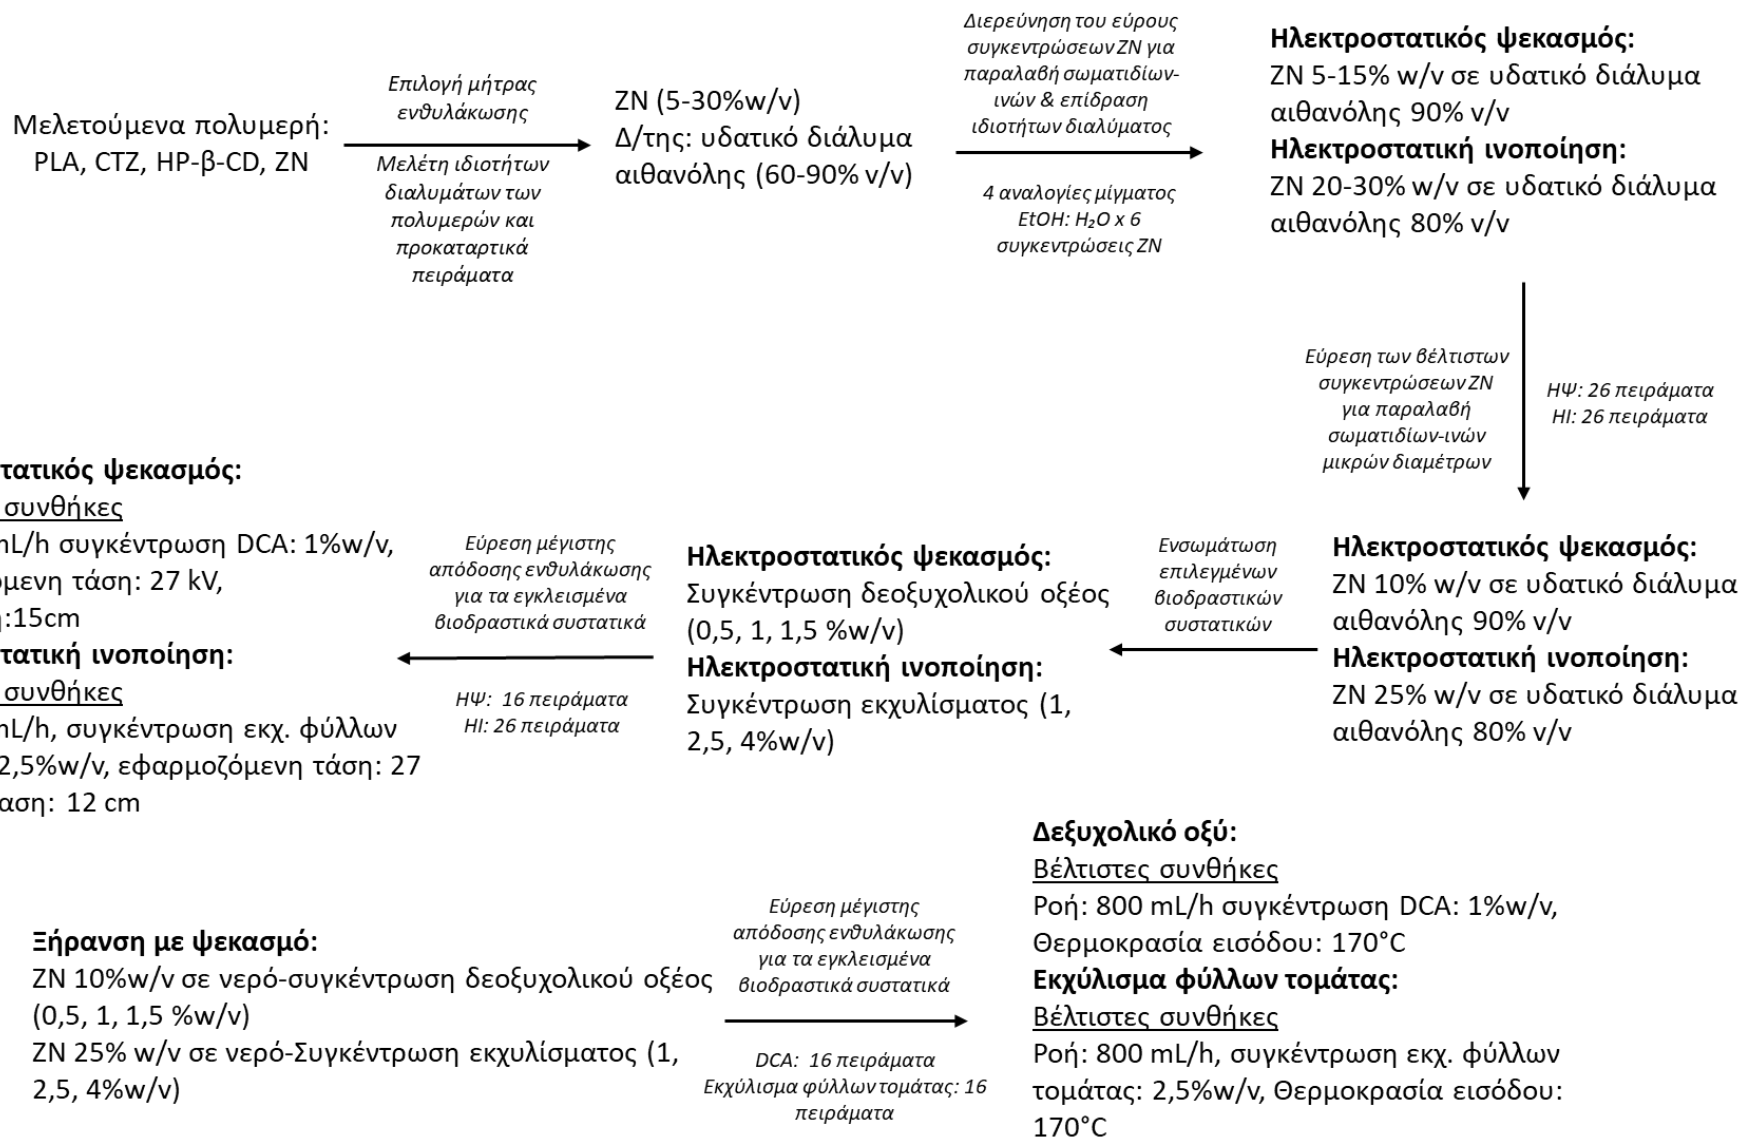 Μελετούμενα πολυμερή:
PLA, CTZ, HP-β-CD, ZN
Επιλογή μήτρας
ενθυλάκωσης
Μελέτη ιδιοτήτων
διαλυμάτων των
πολυμερών και
προκαταρτικά
πειράματα
ZN (5-30%w/v)
Δ/της: υδατικό διάλυμα
αιθανόλης (60-90% v/v)
Διερεύνηση του εύρους
συγκεντρώσεων ZN για
παραλαβή σωματιδίων-
ινών & επίδραση
ιδιοτήτων διαλύματος
4 αναλογίες μίγματος
EtOH: H₂O x 6
συγκεντρώσεις ZN
Ηλεκτροστατικός ψεκασμός:
ZN 5-15% w/v σε υδατικό διάλυμα
αιθανόλης 90% v/v
Ηλεκτροστατική ινοποίηση:
ZN 20-30% w/v σε υδατικό διάλυμα
αιθανόλης 80% v/v
Εύρεση των βέλτιστων
συγκεντρώσεων ZN
για παραλαβή
σωματιδίων-ινών
μικρών διαμέτρων
ΗΨ: 26 πειράματα
ΗΙ: 26 πειράματα
Ηλεκτροστατικός ψεκασμός:
ZN 10% w/v σε υδατικό διάλυμα
αιθανόλης 90% v/v
Ηλεκτροστατική ινοποίηση:
ZN 25% w/v σε υδατικό διάλυμα
αιθανόλης 80% v/v
Ενσωμάτωση
επιλεγμένων
βιοδραστικών
συστατικών
Ηλεκτροστατικός ψεκασμός:
Συγκέντρωση δεοξυχολικού οξέος
(0,5, 1, 1,5 %w/v)
Ηλεκτροστατική ινοποίηση:
Συγκέντρωση εκχυλίσματος (1,
2,5, 4%w/v)
Εύρεση μέγιστης
απόδοσης ενθυλάκωσης
για τα εγκλεισμένα
βιοδραστικά συστατικά
ΗΨ: 16 πειράματα
ΗΙ: 26 πειράματα
τατικός ψεκασμός:
συνθήκες
mL/h συγκέντρωση DCA: 1%w/v,
όμενη τάση: 27 kV,
:15cm
τατική ινοποίηση:
συνθήκες
mL/h, συγκέντρωση εκχ. φύλλων
2,5%w/v, εφαρμοζόμενη τάση: 27
αση: 12 cm
Ξήρανση με ψεκασμό:
ZN 10%w/v σε νερό-συγκέντρωση δεοξυχολικού οξέος
(0,5, 1, 1,5 %w/v)
ZN 25% w/v σε νερό-Συγκέντρωση εκχυλίσματος (1,
2,5, 4%w/v)
Εύρεση μέγιστης
απόδοσης ενθυλάκωσης
για τα εγκλεισμένα
βιοδραστικά συστατικά
DCA: 16 πειράματα
Εκχύλισμα φύλλων τομάτας: 16
πειράματα
Δεξυχολικό οξύ:
Βέλτιστες συνθήκες
Ροή: 800 mL/h συγκέντρωση DCA: 1%w/v,
Θερμοκρασία εισόδου: 170°C
Εκχύλισμα φύλλων τομάτας:
Βέλτιστες συνθήκες
Ροή: 800 mL/h, συγκέντρωση εκχ. φύλλων
τομάτας: 2,5%w/v, Θερμοκρασία εισόδου:
170°C